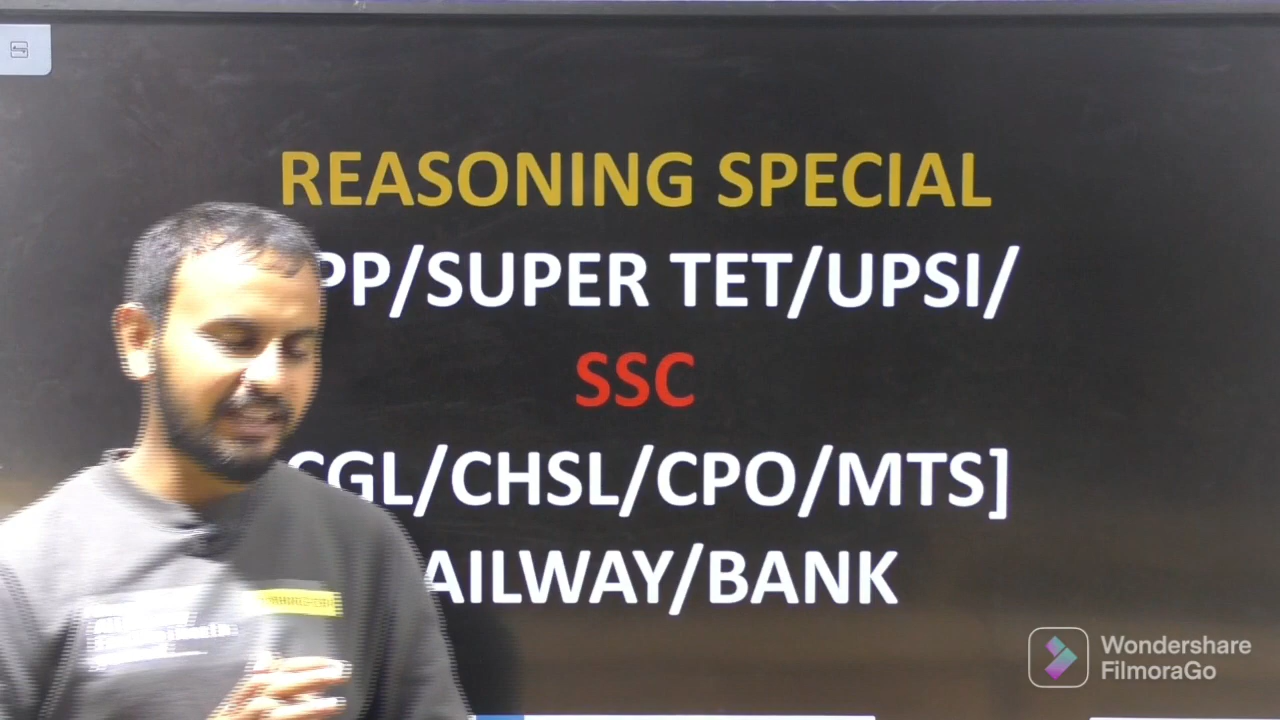 REASONING SPECIAL
PP/SUPER TET/UPSI/
SSC
CGL/CHSL/CPO/MTS]
AILWAY/BANK
Wondershare
FilmoraGo